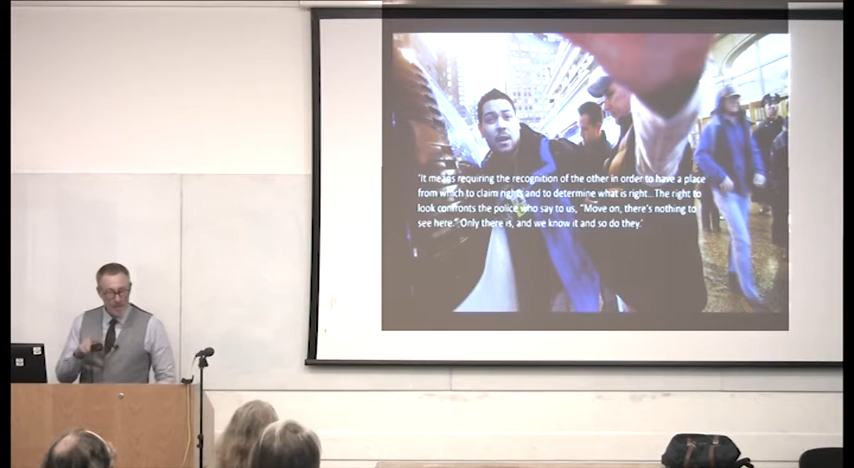 'It means requiring the recognition of the other in order to have a place
from which to claim rights and to determine what is right...The right to
look confronts the police who say to us, "Move on, there's nothing to
see here." Only there is, and we know it and so do they.'